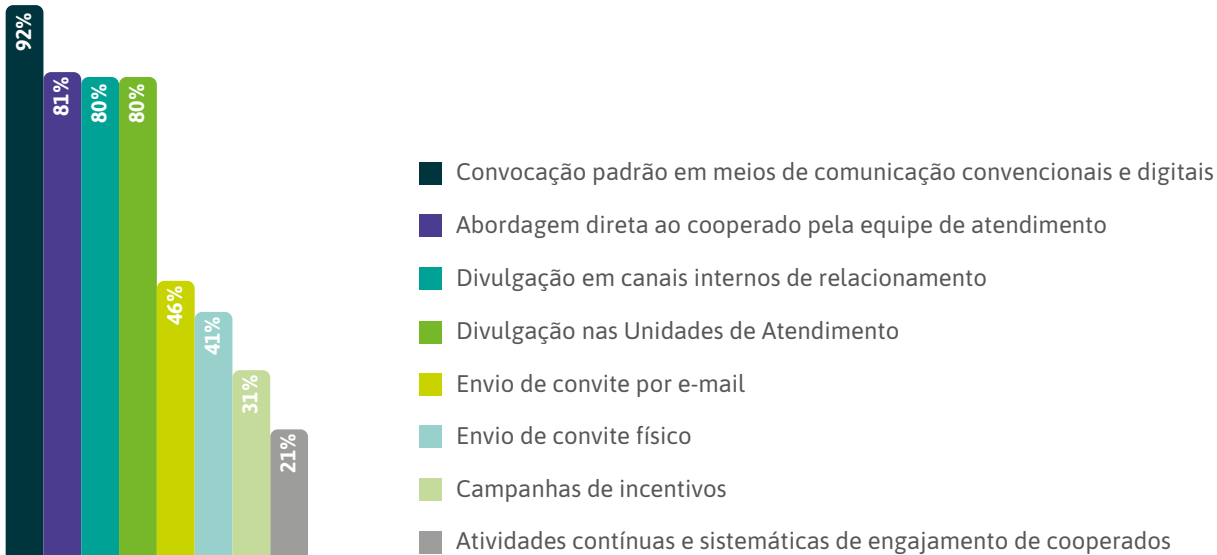 92%
81%
80%
80%
46%
41%
31%
21%
Convocação padrão em meios de comunicação convencionais e digitais
Abordagem direta ao cooperado pela equipe de atendimento
Divulgação em canais internos de relacionamento
Divulgação nas Unidades de Atendimento
Envio de convite por e-mail
Envio de convite físico
Campanhas de incentivos
Atividades contínuas e sistemáticas de engajamento de cooperados